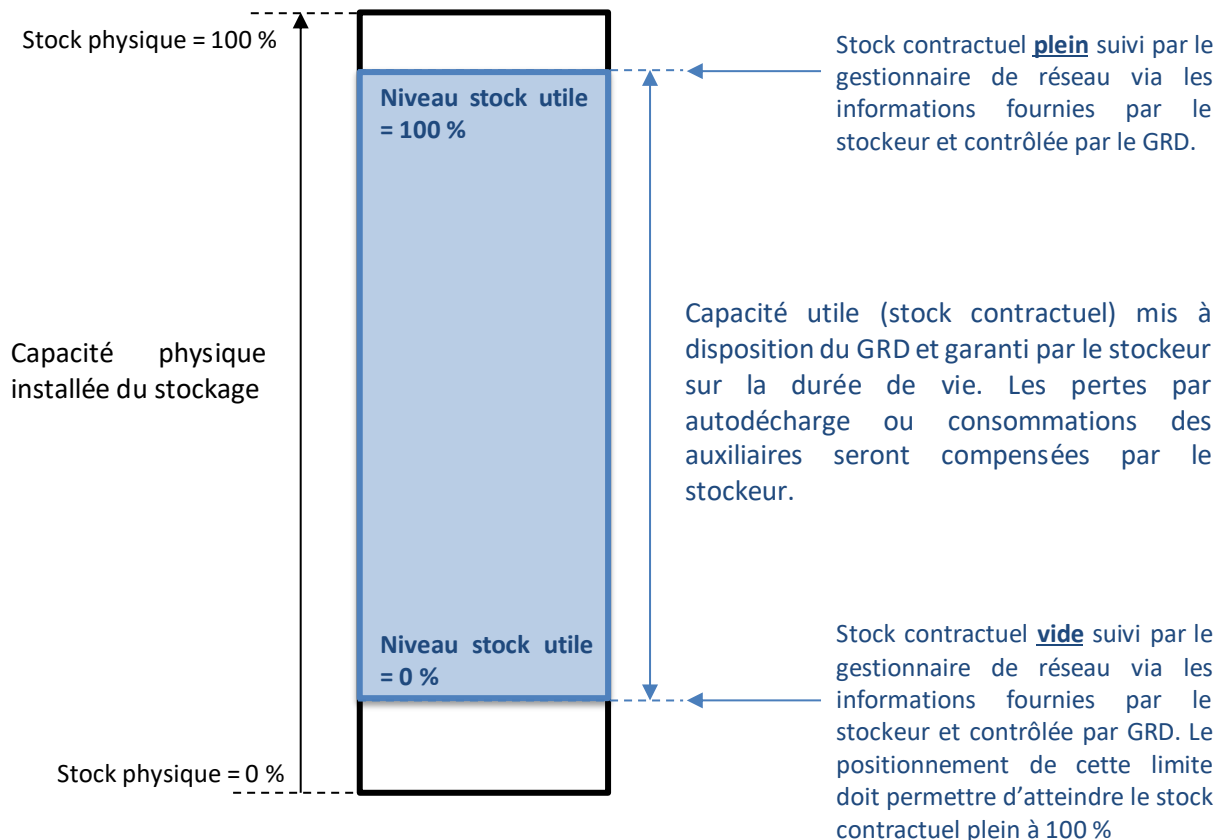 Stock physique = 100 %
Stock contractuel plein suivi par le
gestionnaire de réseau via les
informations fournies par le
stockeur et contrôlée par le GRD.
Niveau stock utile
= 100 %
Capacité physique
installée du stockage
Capacité utile (stock contractuel) mis à
disposition du GRD et garanti par le stockeur
sur la durée de vie. Les pertes par
autodécharge ou consommations des
auxiliaires seront compensées par le
stockeur.
Niveau stock utile
= 0 %
Stock contractuel vide suivi par le
gestionnaire de réseau via les
informations fournies par le
stockeur et contrôlée par GRD. Le
positionnement de cette limite
doit permettre d’atteindre le stock
contractuel plein à 100 %
Stock physique = 0 %